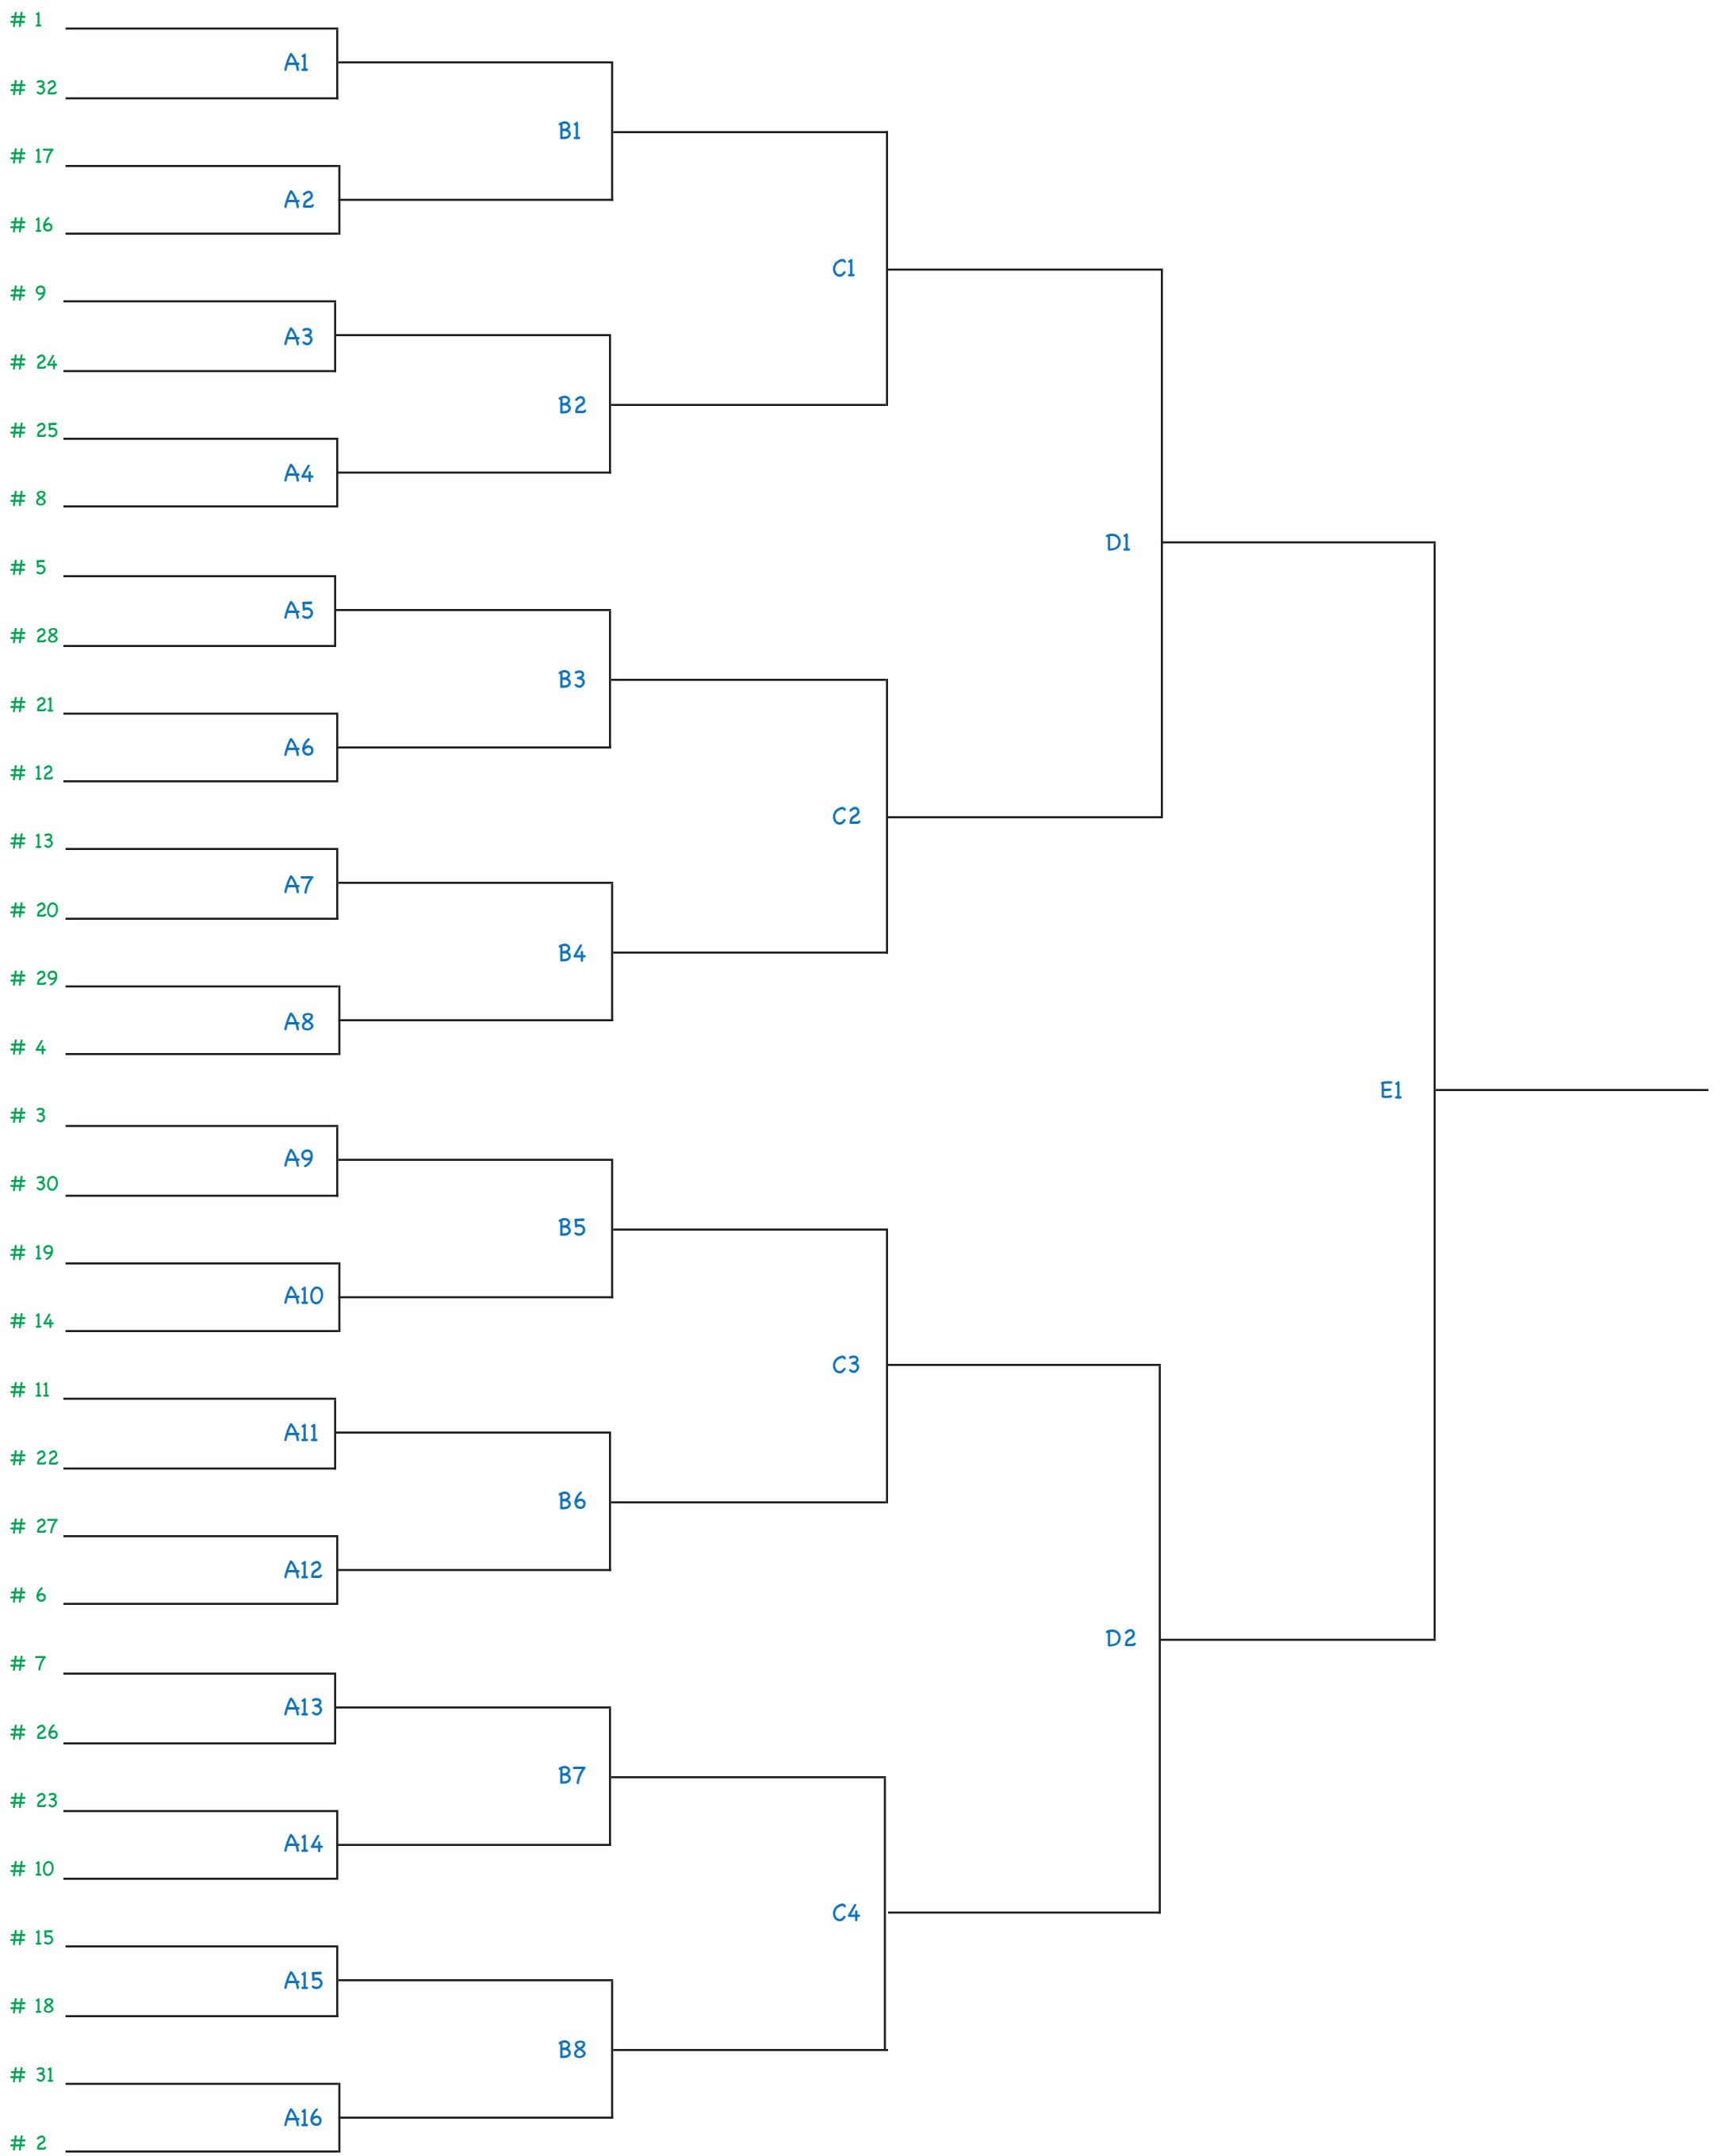 # 1
A1
# 32
B1
# 17
A2
# 16
C1
# 9
A3
# 24
B2
# 25
A4
# 8
D1
# 5
A5
# 28
B3
# 21
A6
# 12
C2
# 13
A7
# 20
B4
# 29
A8
# 4
E1
# 3
A9
# 30
B5
# 19
A10
# 14
C3
# 11
A11
# 22
B6
# 27
A12
# 6
D2
# 7
A13
# 26
B7
# 23
A14
# 10
C4
# 15
A15
# 18
B8
# 31
A16
# 2